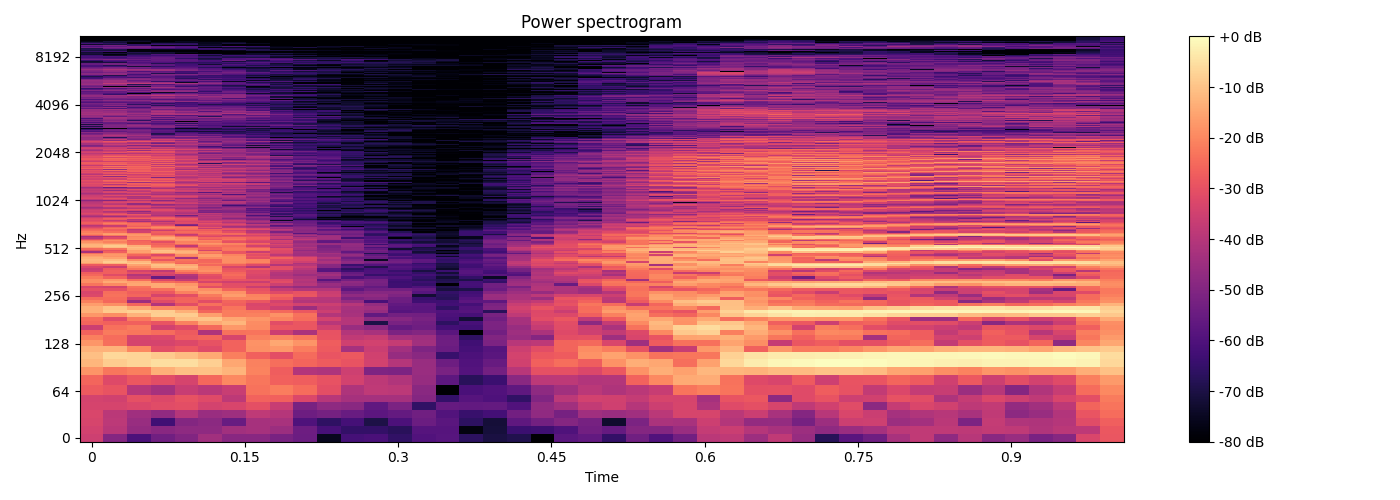 Power spectrogram
Hz
8192
4096
2048
1024
512
256
128
64
0
0 0.15 0.3 0.45 0.6 0.75 0.9
Time
+0 dB
-10 dB
-20 dB
-30 dB
-40 dB
-50 dB
-60 dB
-70 dB
-80 dB